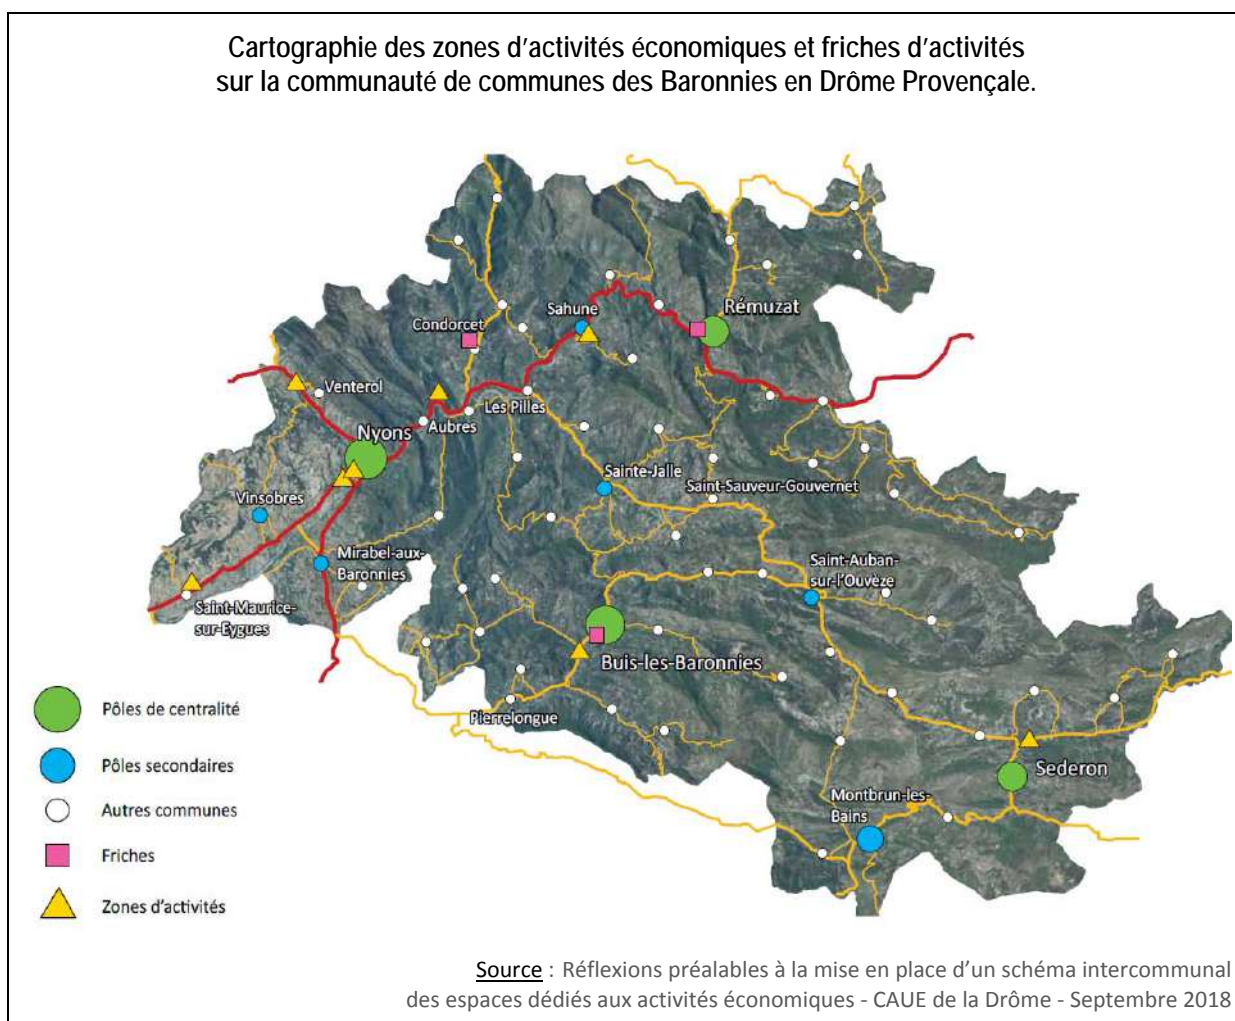 Cartographie des zones d'activités économiques et friches d'activités
sur la communauté de communes des Baronnies en Drôme Provençale.
Rémuzat
Sahune
Condorcet
Venterol
Les Pilles
Aubres
Nyons
Sainte-Jalle
Saint-Sauveur-Gouvernet
Vinsobres
Mirabel-aux-
Baronnies
Saint-Auban-
sur-l'Ouvèze
Saint-Maurice-
sur-Eygues
Buis-les-Baronnies
Pierrelongue
Sederon
Montbrun-les-
Bains
Pôles de centralité
Pôles secondaires
Autres communes
Friches
Zones d'activités
Source : Réflexions préalables à la mise en place d'un schéma intercommunal
des espaces dédiés aux activités économiques - CAUE de la Drôme - Septembre 2018